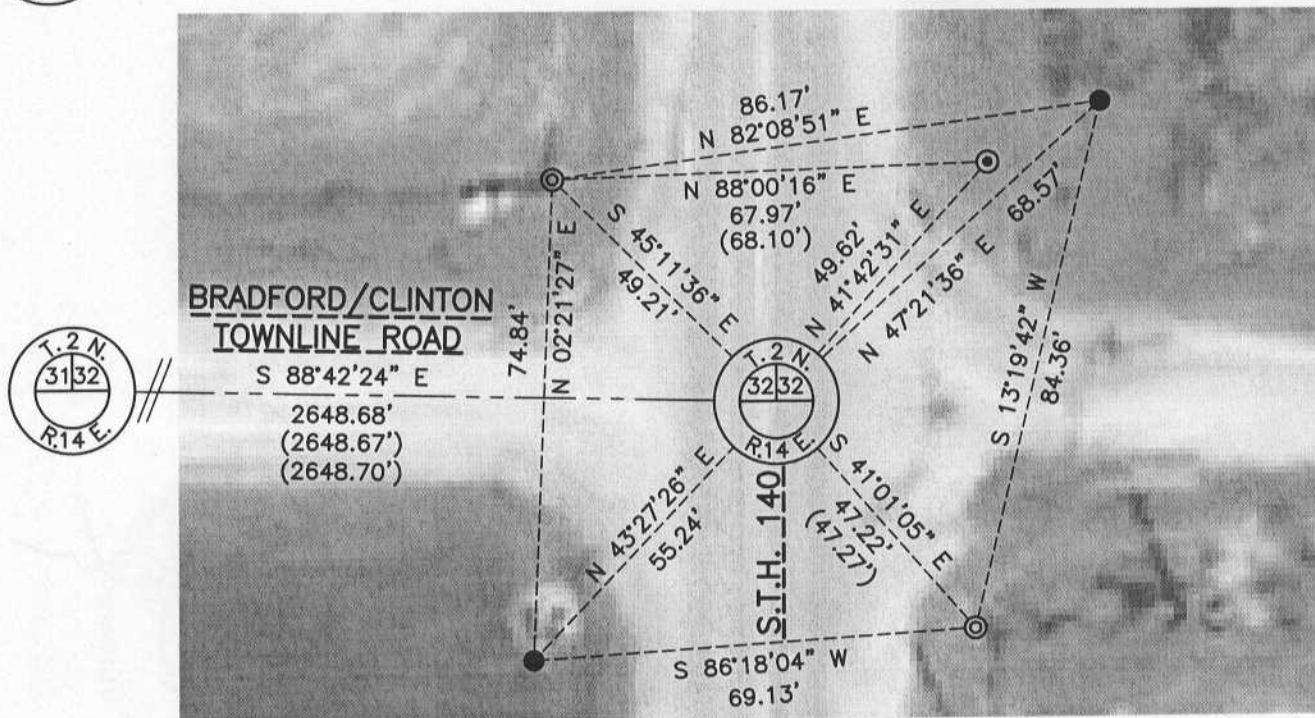 86.17'
N 82°08'51" E
N 88°00'16" E
67.97'
(68.10')
S 45°11'36" E
49.21'
49.62'
N 41°42'31" E
N 47°21'36" E 68.57'
74.84'
N 02°21'27" E
BRADFORD/CLINTON
TOWNLINE ROAD
S 88°42'24" E
2648.68'
(2648.67')
(2648.70')
T. 2 N.
31 32
R.14 E.
T. 2 N.
32 32
R.14 E.
S 13°19'42" W
84.36'
N 43°27'26" E
55.24'
S 41°01'05" E
47.22'
(47.27')
S.T.H. 140
S 86°18'04" W
69.13'